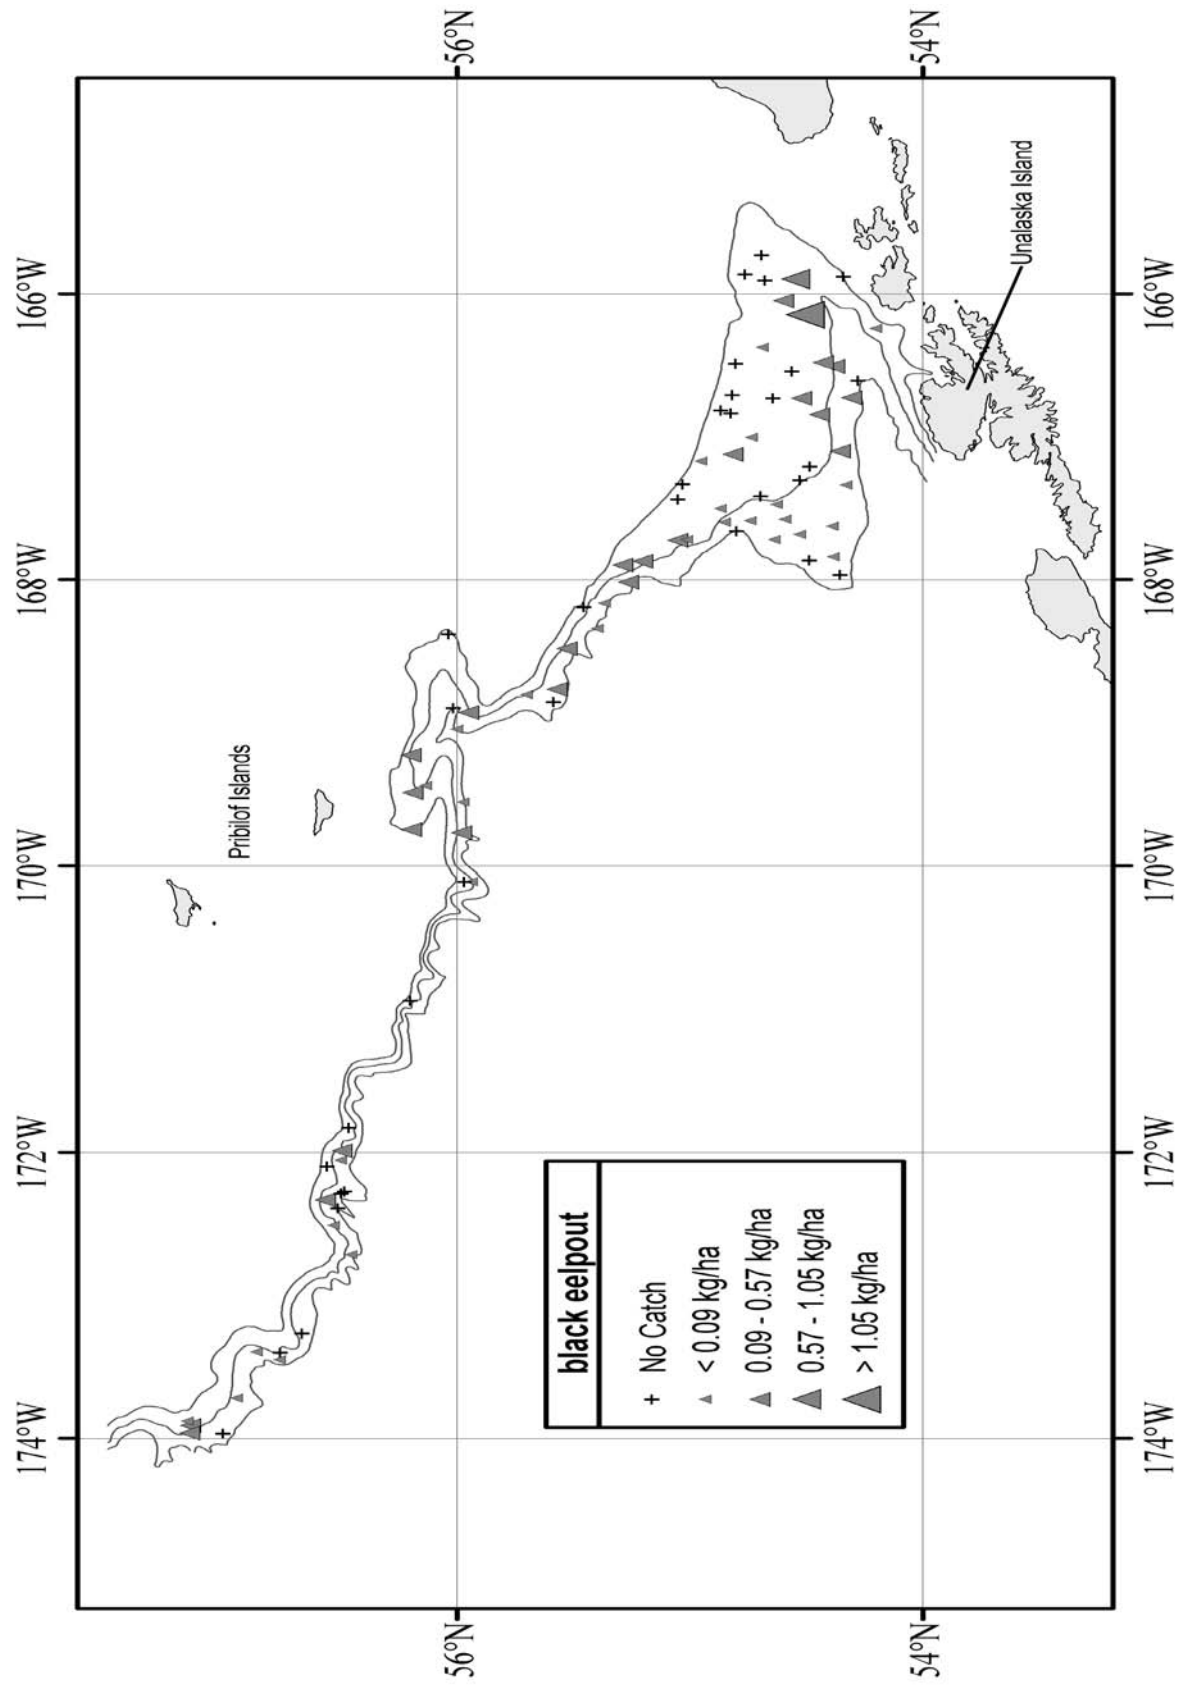 174°W
172°W
170°W
168°W
166°W
56°N
56°N
Pribilof Islands
54°N
54°N
Unalaska Island
black eelpout
No Catch
< 0.09 kg/ha
0.09 - 0.57 kg/ha
0.57 - 1.05 kg/ha
> 1.05 kg/ha
174°W
172°W
170°W
168°W
166°W